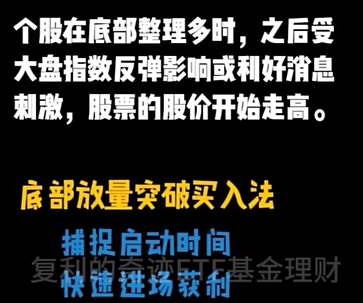 个股在底部整理多时，之后受
大盘指数反弹影响或利好消息
刺激，股票的股价开始走高。
底部放量突破买入法
捕捉启动时间
复利的奇迹ETF基金理财
快速进场获利